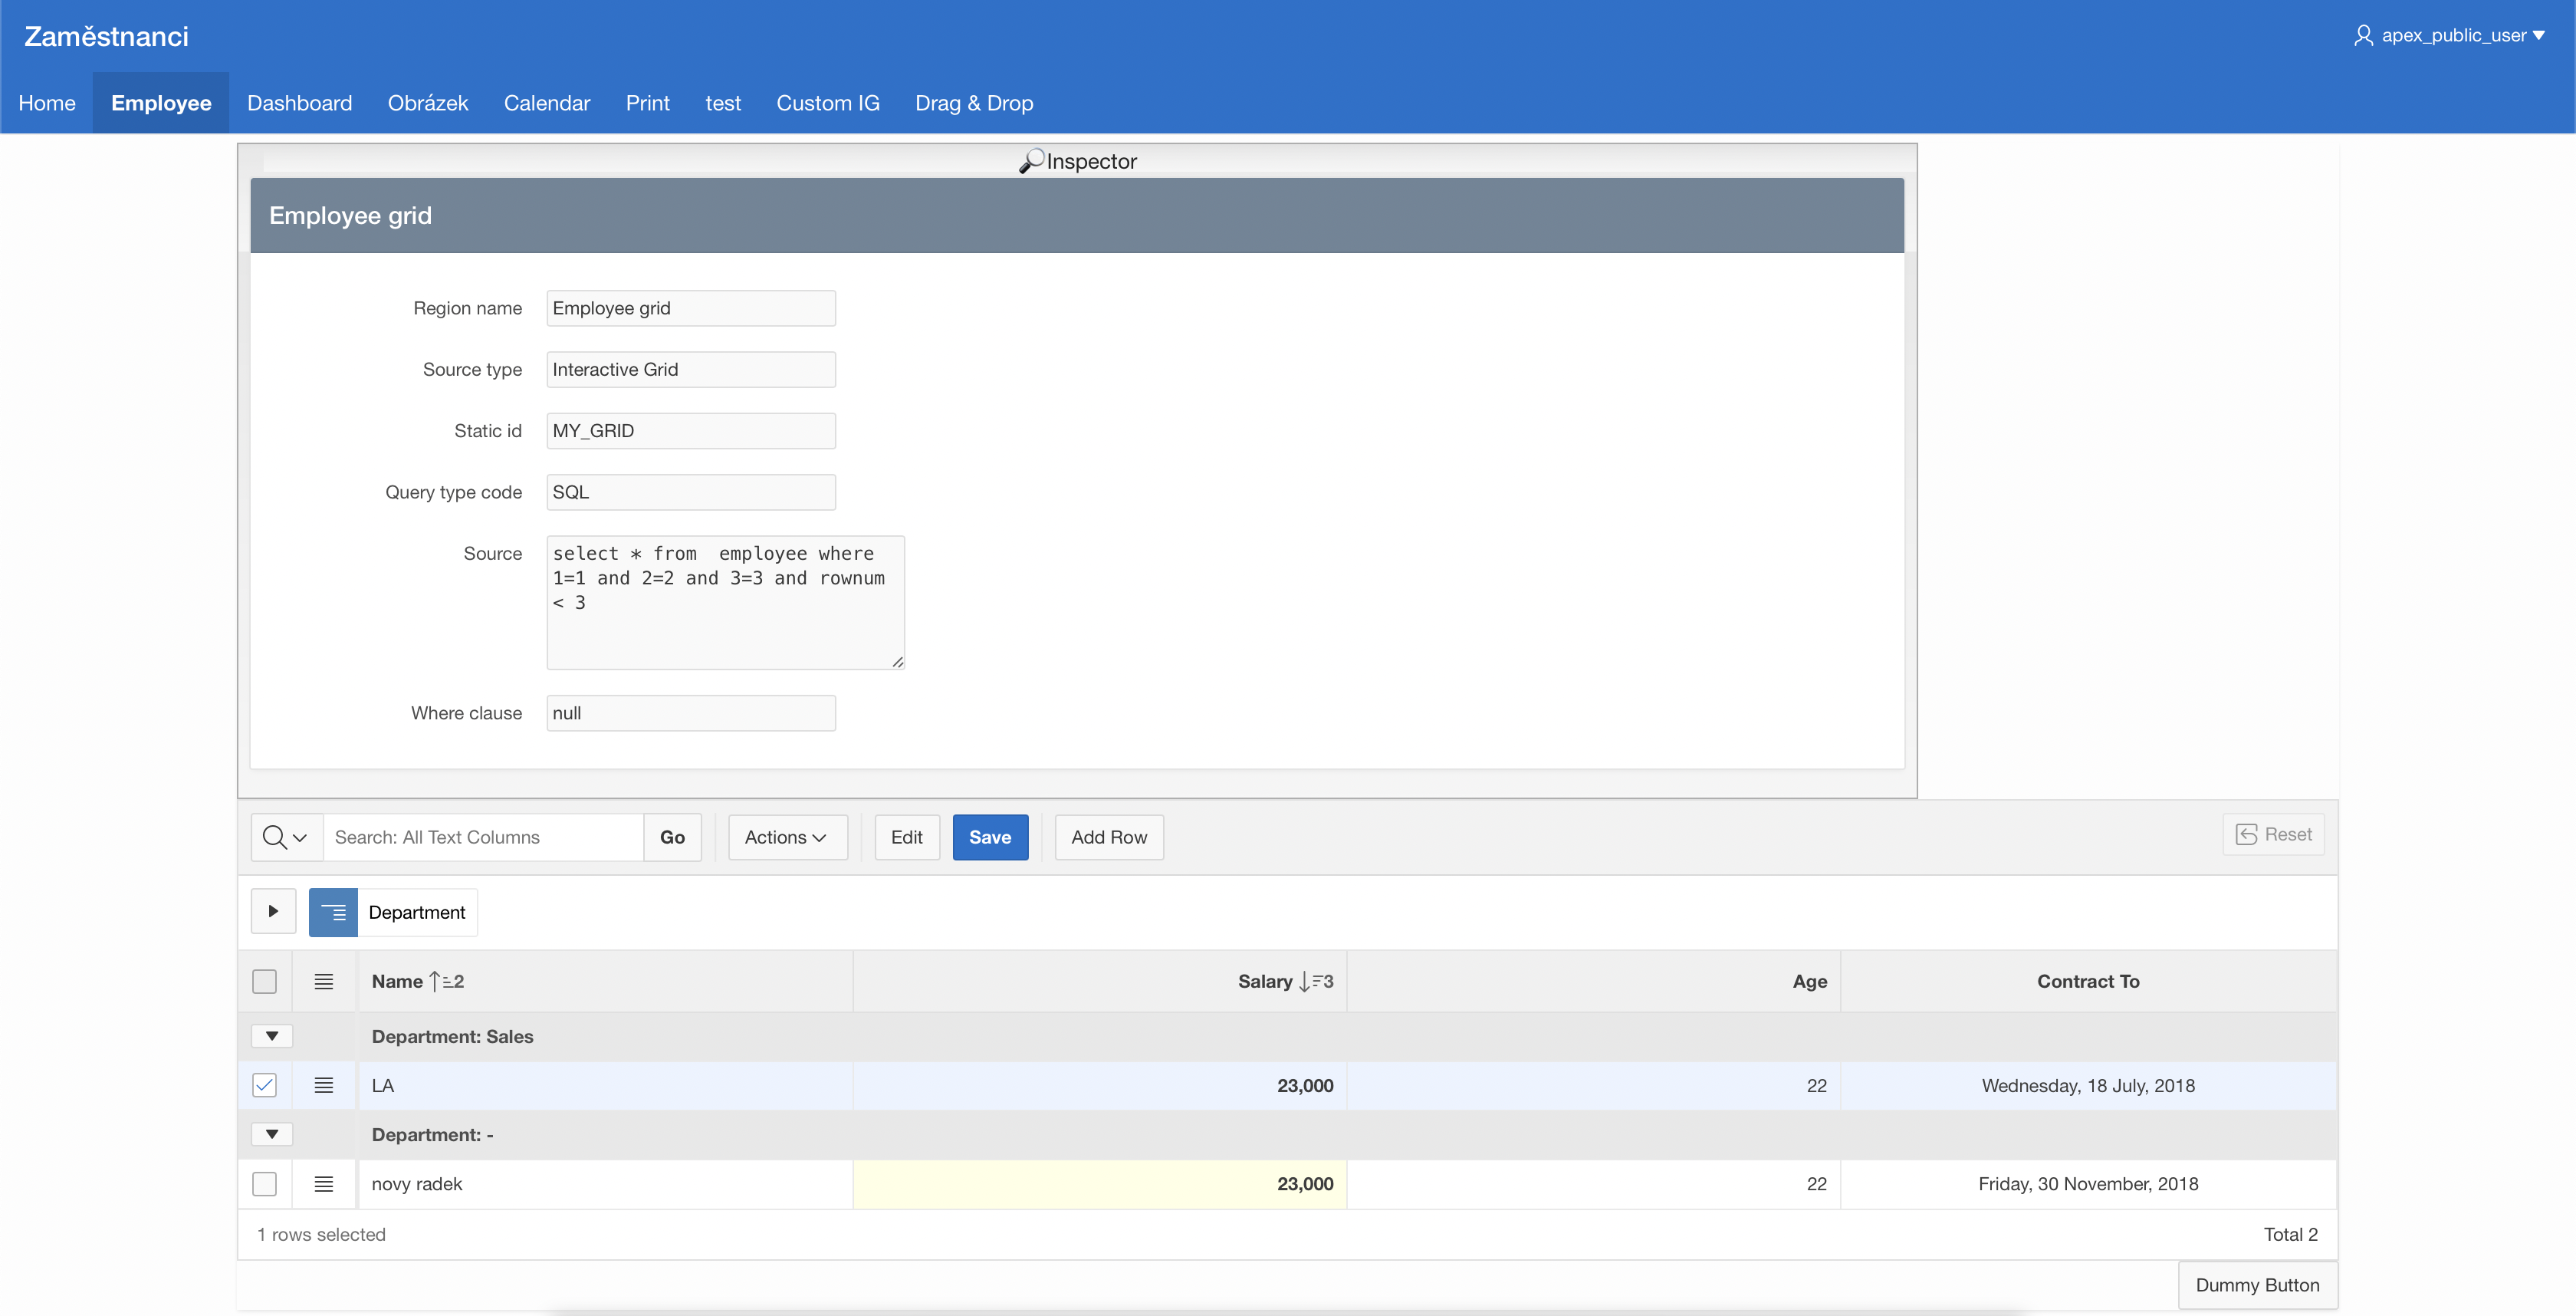 Zaměstnanci
apex_public_user
Home Employee Dashboard Obrázek Calendar Print test Custom IG Drag & Drop
Inspector
Employee grid
Region name Employee grid
Source type Interactive Grid
Static id MY_GRID
Query type code SQL
Source select * from  employee where
1=1 and 2=2 and 3=3 and rownum
< 3
Where clause null
Search: All Text Columns Go Actions Edit Save Add Row Reset
Department
Name 2 Salary 3 Age Contract To
Department: Sales
LA 23,000 22 Wednesday, 18 July, 2018
Department: -
novy radek 23,000 22 Friday, 30 November, 2018
1 rows selected Total 2
Dummy Button